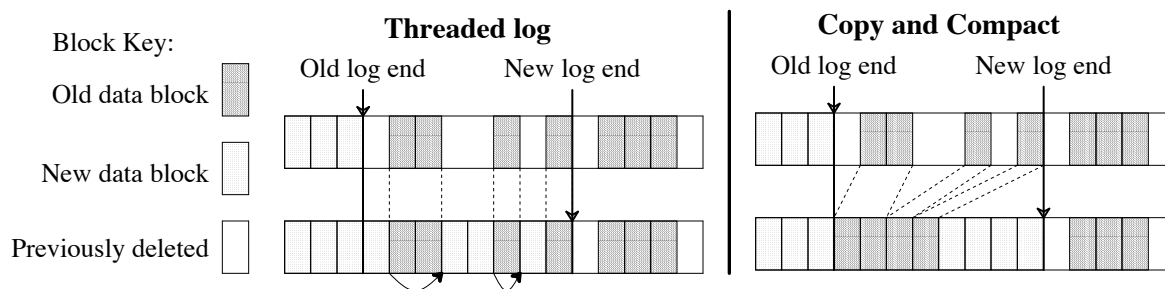 Block Key:
Old data block
New data block
Previously deleted
Threaded log
Old log end
New log end
Copy and Compact
Old log end
New log end